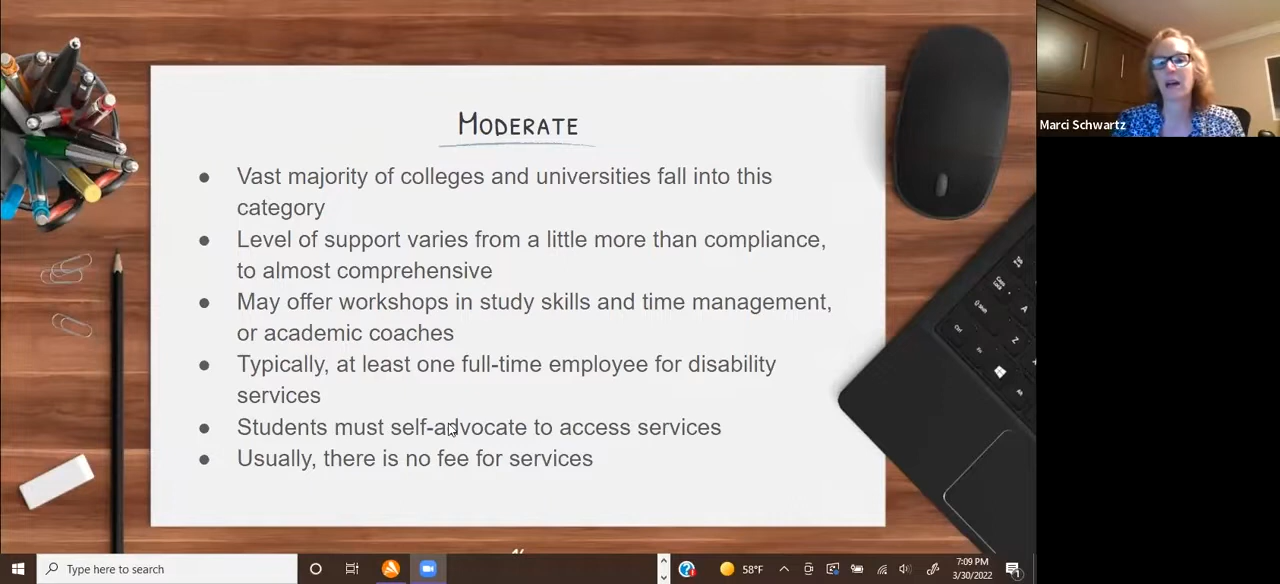 MODERATE
● Vast majority of colleges and universities fall into this
category
● Level of support varies from a little more than compliance,
to almost comprehensive
● May offer workshops in study skills and time management,
or academic coaches
● Typically, at least one full-time employee for disability
services
● Students must self-advocate to access services
● Usually, there is no fee for services
Marci Schwartz
Type here to search
58°F
7:09 PM
3/30/2022